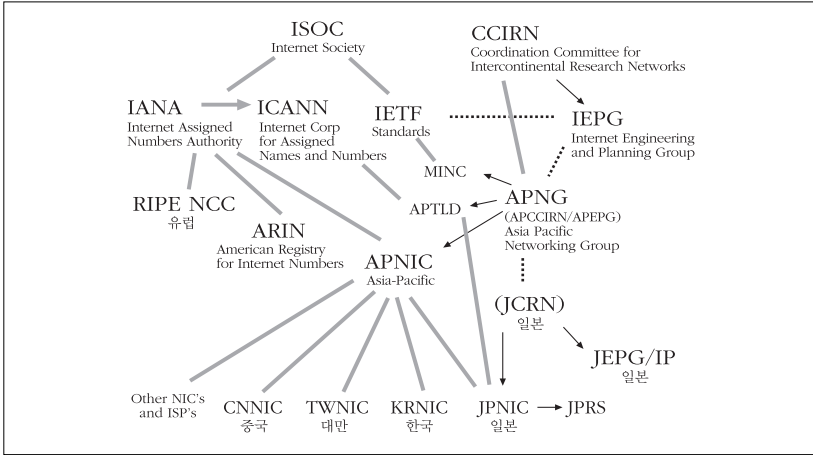 ISOC
Internet Society
CCIRN
Coordination Committee for
Intercontinental Research Networks
IANA
Internet Assigned
Numbers Authority
ICANN
Internet Corp
for Assigned
Names and Numbers
IETF
Standards
IEPG
Internet Engineering
and Planning Group
MINC
RIPE NCC
유럽
APTLD
APNG
(APCCIRN/APEPG)
Asia Pacific
Networking Group
ARIN
American Registry
for Internet Numbers
APNIC
Asia-Pacific
(JCRN)
일본
JEPG/IP
일본
Other NIC's
and ISP's
CNNIC
중국
TWNIC
대만
KRNIC
한국
JPNIC
일본
JPRS